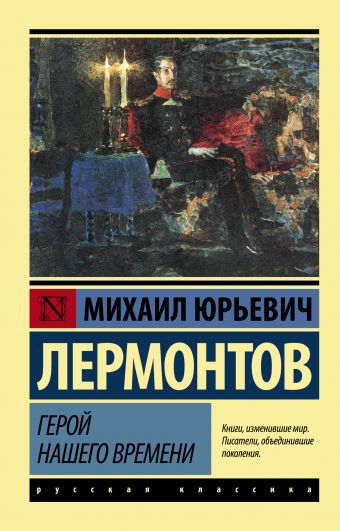 N
МИХАИЛ ЮРЬЕВИЧ
ЛЕРМОНТОВ
ГЕРОЙ
НАШЕГО ВРЕМЕНИ
Книги, изменившие мир.
Писатели, объединившие
поколения.
русская классика